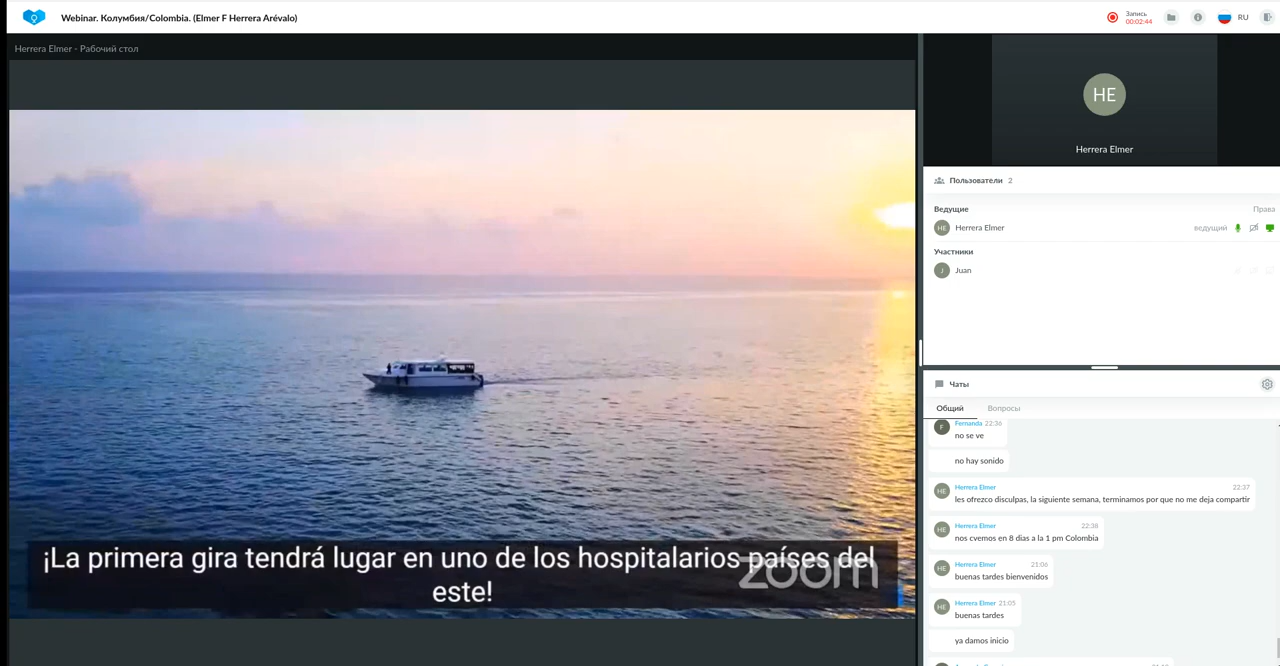 Webinar. Колумбия/Colombia. (Elmer F Herrera Arévalo)
Запись
00:02:44
RU
Herrera Elmer - Рабочий стол
HE
Herrera Elmer
Пользователи 2
Ведущие Права
HE Herrera Elmer ведущий
Участники
J Juan
Чаты
Общий Вопросы
F Fernanda 22:36
no se ve
no hay sonido
HE Herrera Elmer 22:37
les ofrezco disculpas, la siguiente semana, terminamos por que no me deja compartir
HE Herrera Elmer 22:38
nos cvemos en 8 dias a la 1 pm Colombia
HE Herrera Elmer 21:06
buenas tardes bienvenidos
HE Herrera Elmer 21:05
buenas tardes
ya damos inicio
¡La primera gira tendrá lugar en uno de los hospitalarios países del
este!
zoom